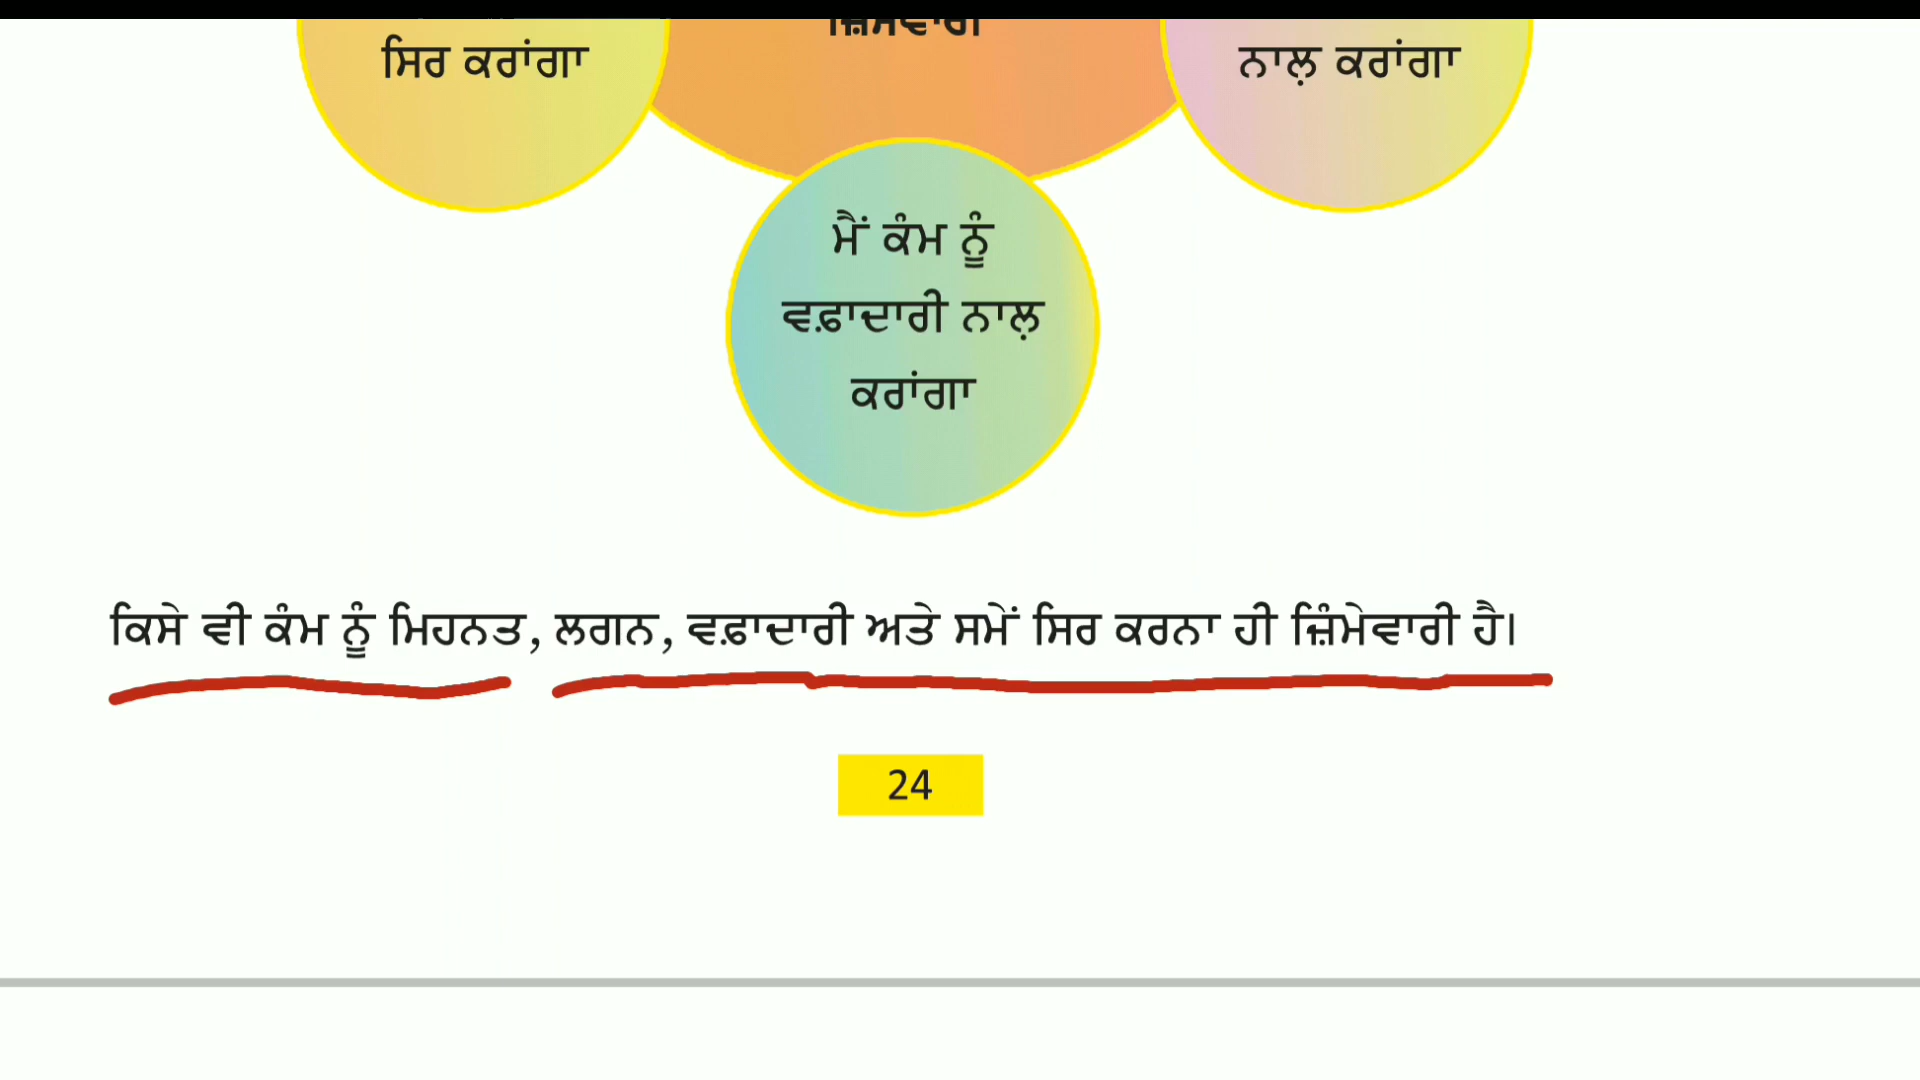 ਜ਼ਿੰਮੇਵਾਰੀ
ਸਿਰ ਕਰਾਂਗਾ
ਨਾਲ਼ ਕਰਾਂਗਾ
ਮੈਂ ਕੰਮ ਨੂੰ
ਵਫ਼ਾਦਾਰੀ ਨਾਲ਼
ਕਰਾਂਗਾ
ਕਿਸੇ ਵੀ ਕੰਮ ਨੂੰ ਮਿਹਨਤ, ਲਗਨ, ਵਫ਼ਾਦਾਰੀ ਅਤੇ ਸਮੇਂ ਸਿਰ ਕਰਨਾ ਹੀ ਜ਼ਿੰਮੇਵਾਰੀ ਹੈ।
24